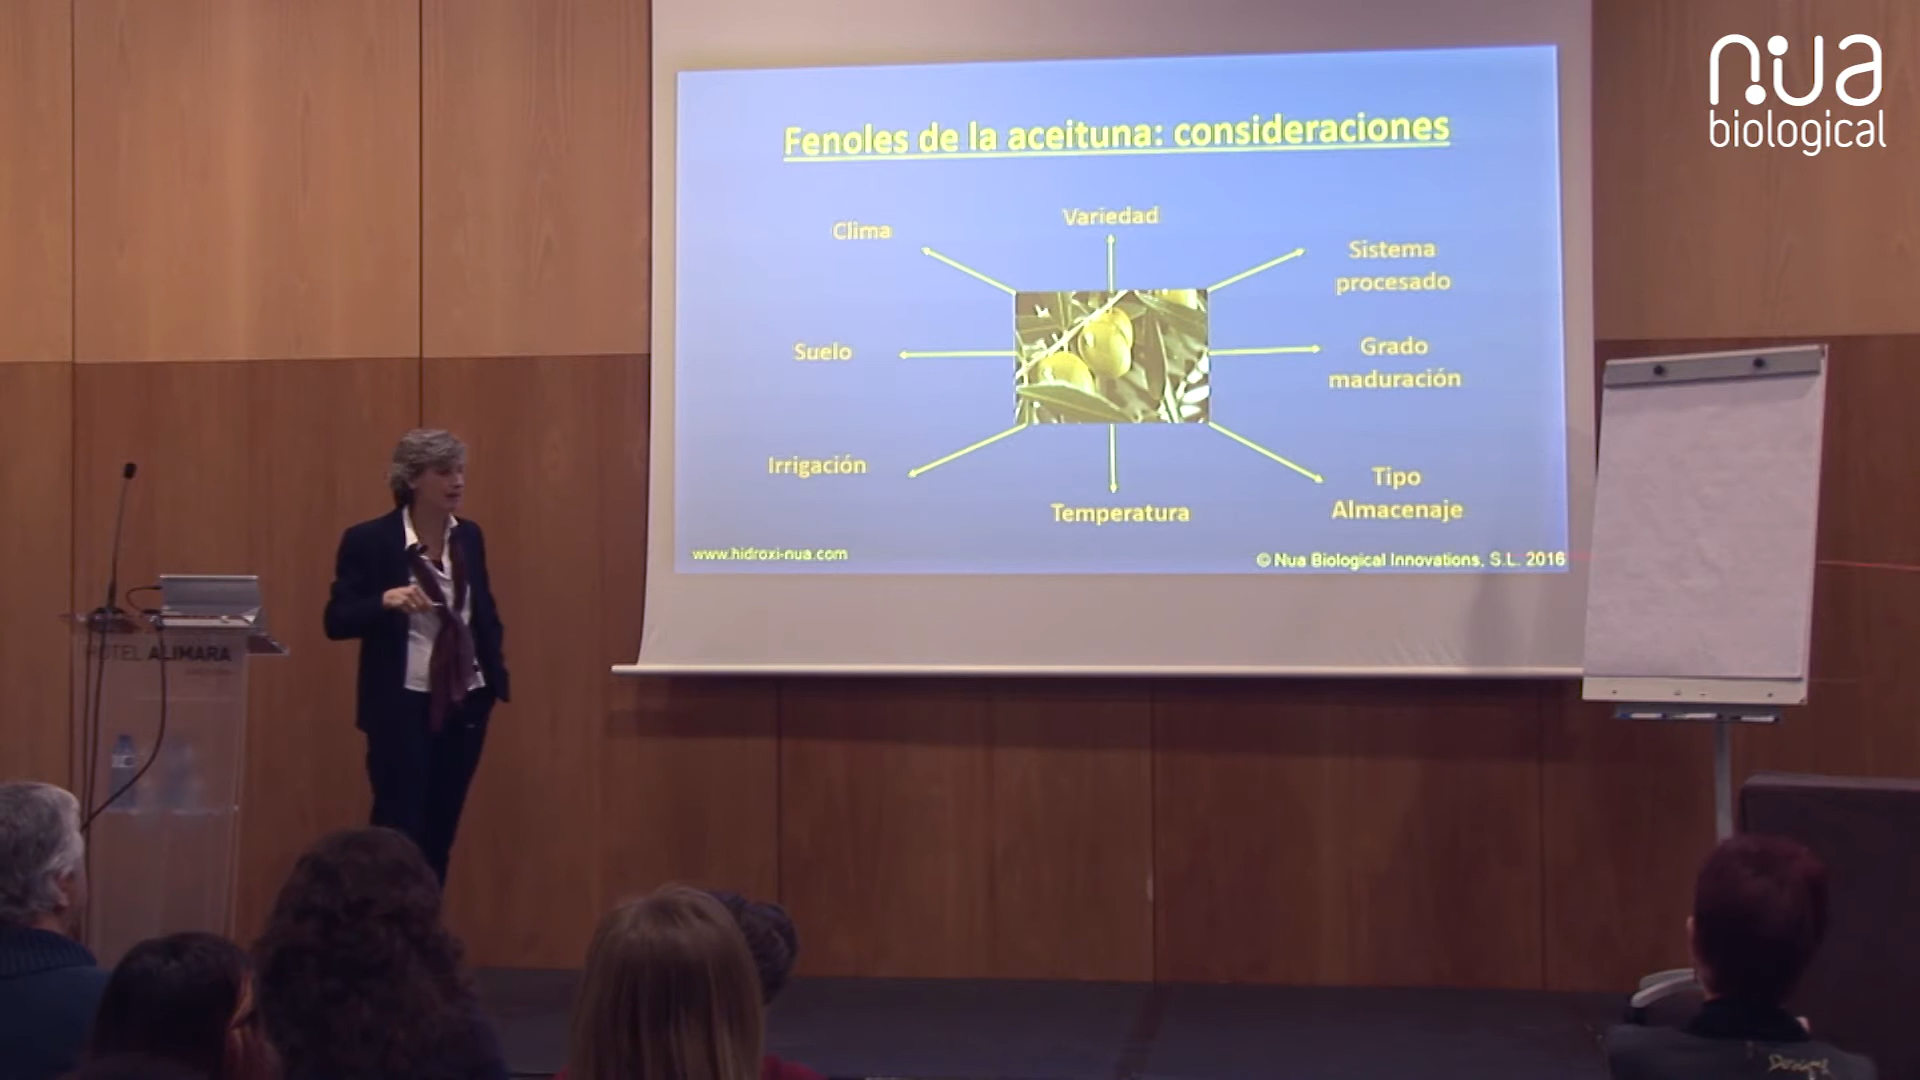 nua
biological
Fenoles de la aceituna: consideraciones
Clima
Variedad
Sistema
procesado
Suelo
Grado
maduración
Irrigación
Temperatura
Tipo
Almacenaje
www.hidroxi-nua.com
© Nua Biological Innovations, S.L. 2016
HOTEL ALIMARA